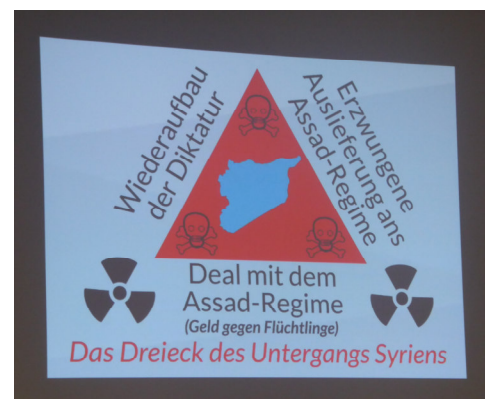 Wiederaufbau
der Diktatur
Erzwungene
Auslieferung ans
Assad-Regime
Deal mit dem
Assad-Regime
(Geld gegen Flüchtlinge)
Das Dreieck des Untergangs Syriens